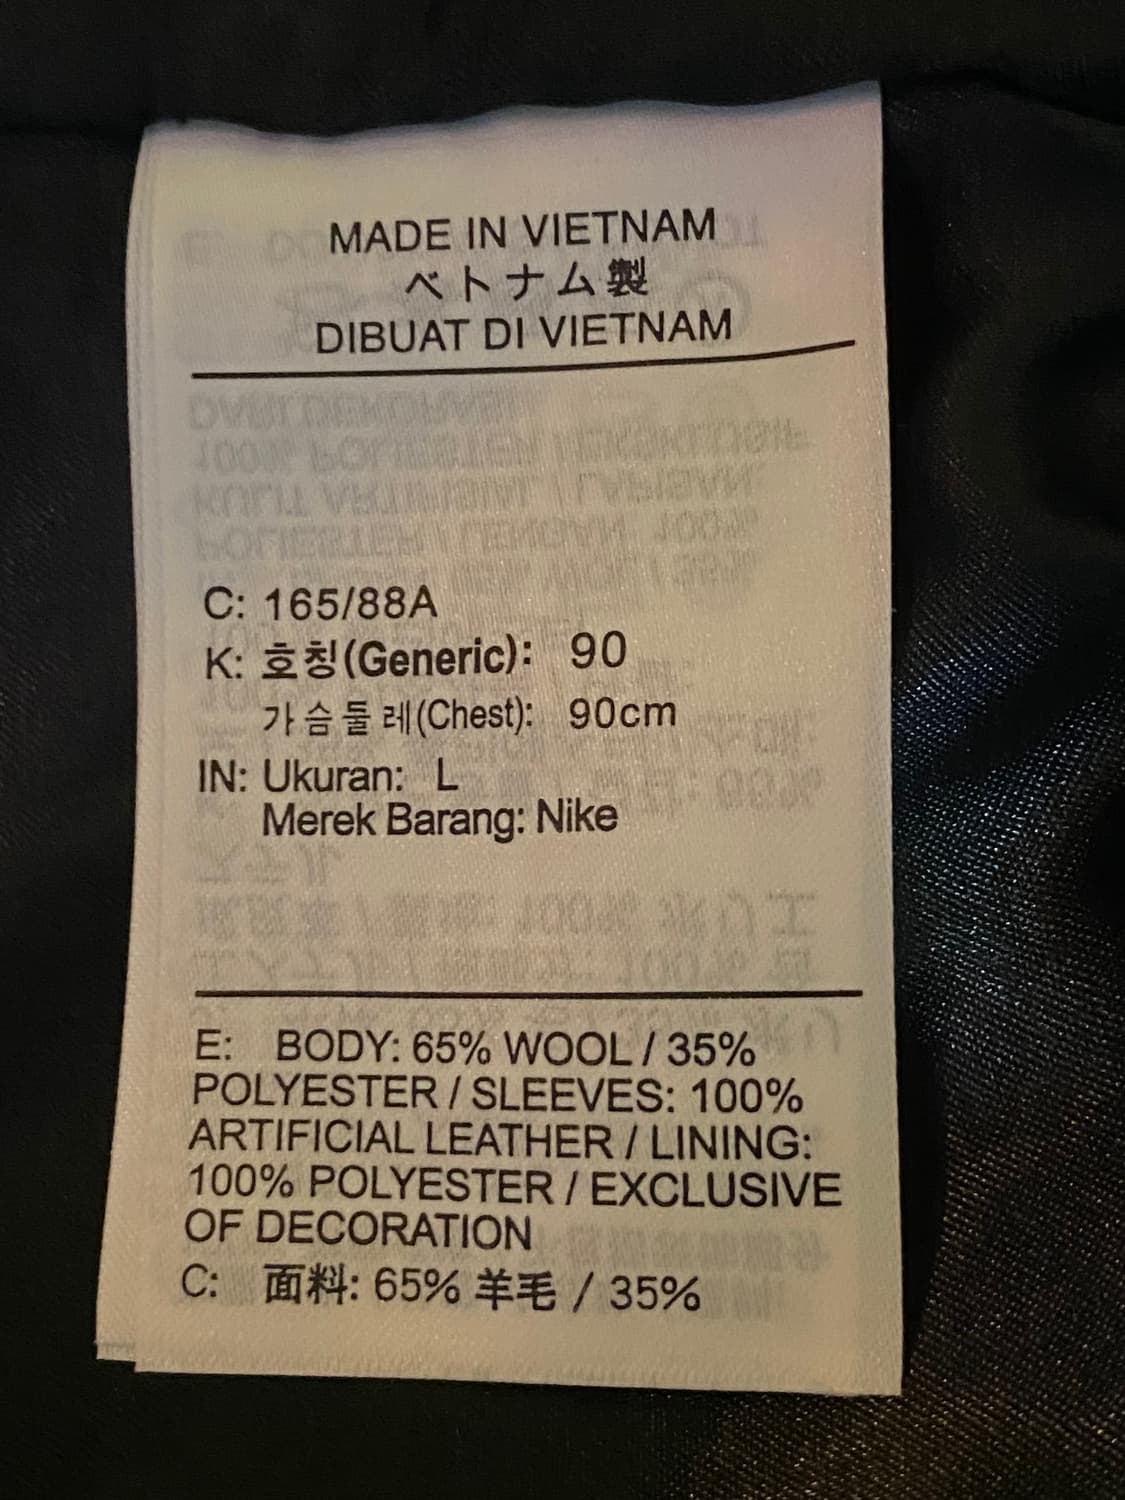 MADE IN VIETNAM
ベトナム製
DIBUAT DI VIETNAM
C: 165/88A
K: 호칭(Generic): 90
가슴둘레(Chest): 90cm
IN: Ukuran: L
Merek Barang: Nike
E: BODY: 65% WOOL / 35%
POLYESTER / SLEEVES: 100%
ARTIFICIAL LEATHER / LINING:
100% POLYESTER / EXCLUSIVE
OF DECORATION
C: 面料: 65% 羊毛 / 35%